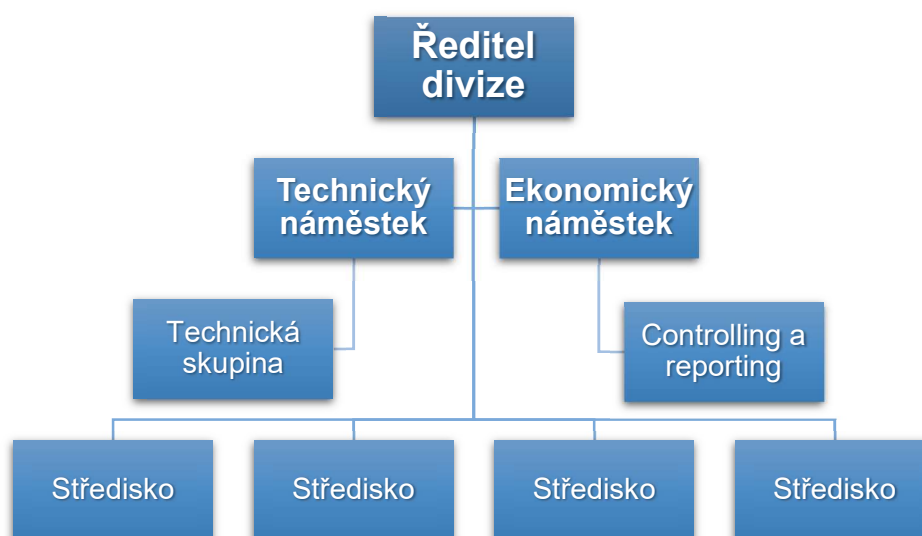 Ředitel
divize
Technický
náměstek
Ekonomický
náměstek
Technická
skupina
Controlling a
reporting
Středisko
Středisko
Středisko
Středisko